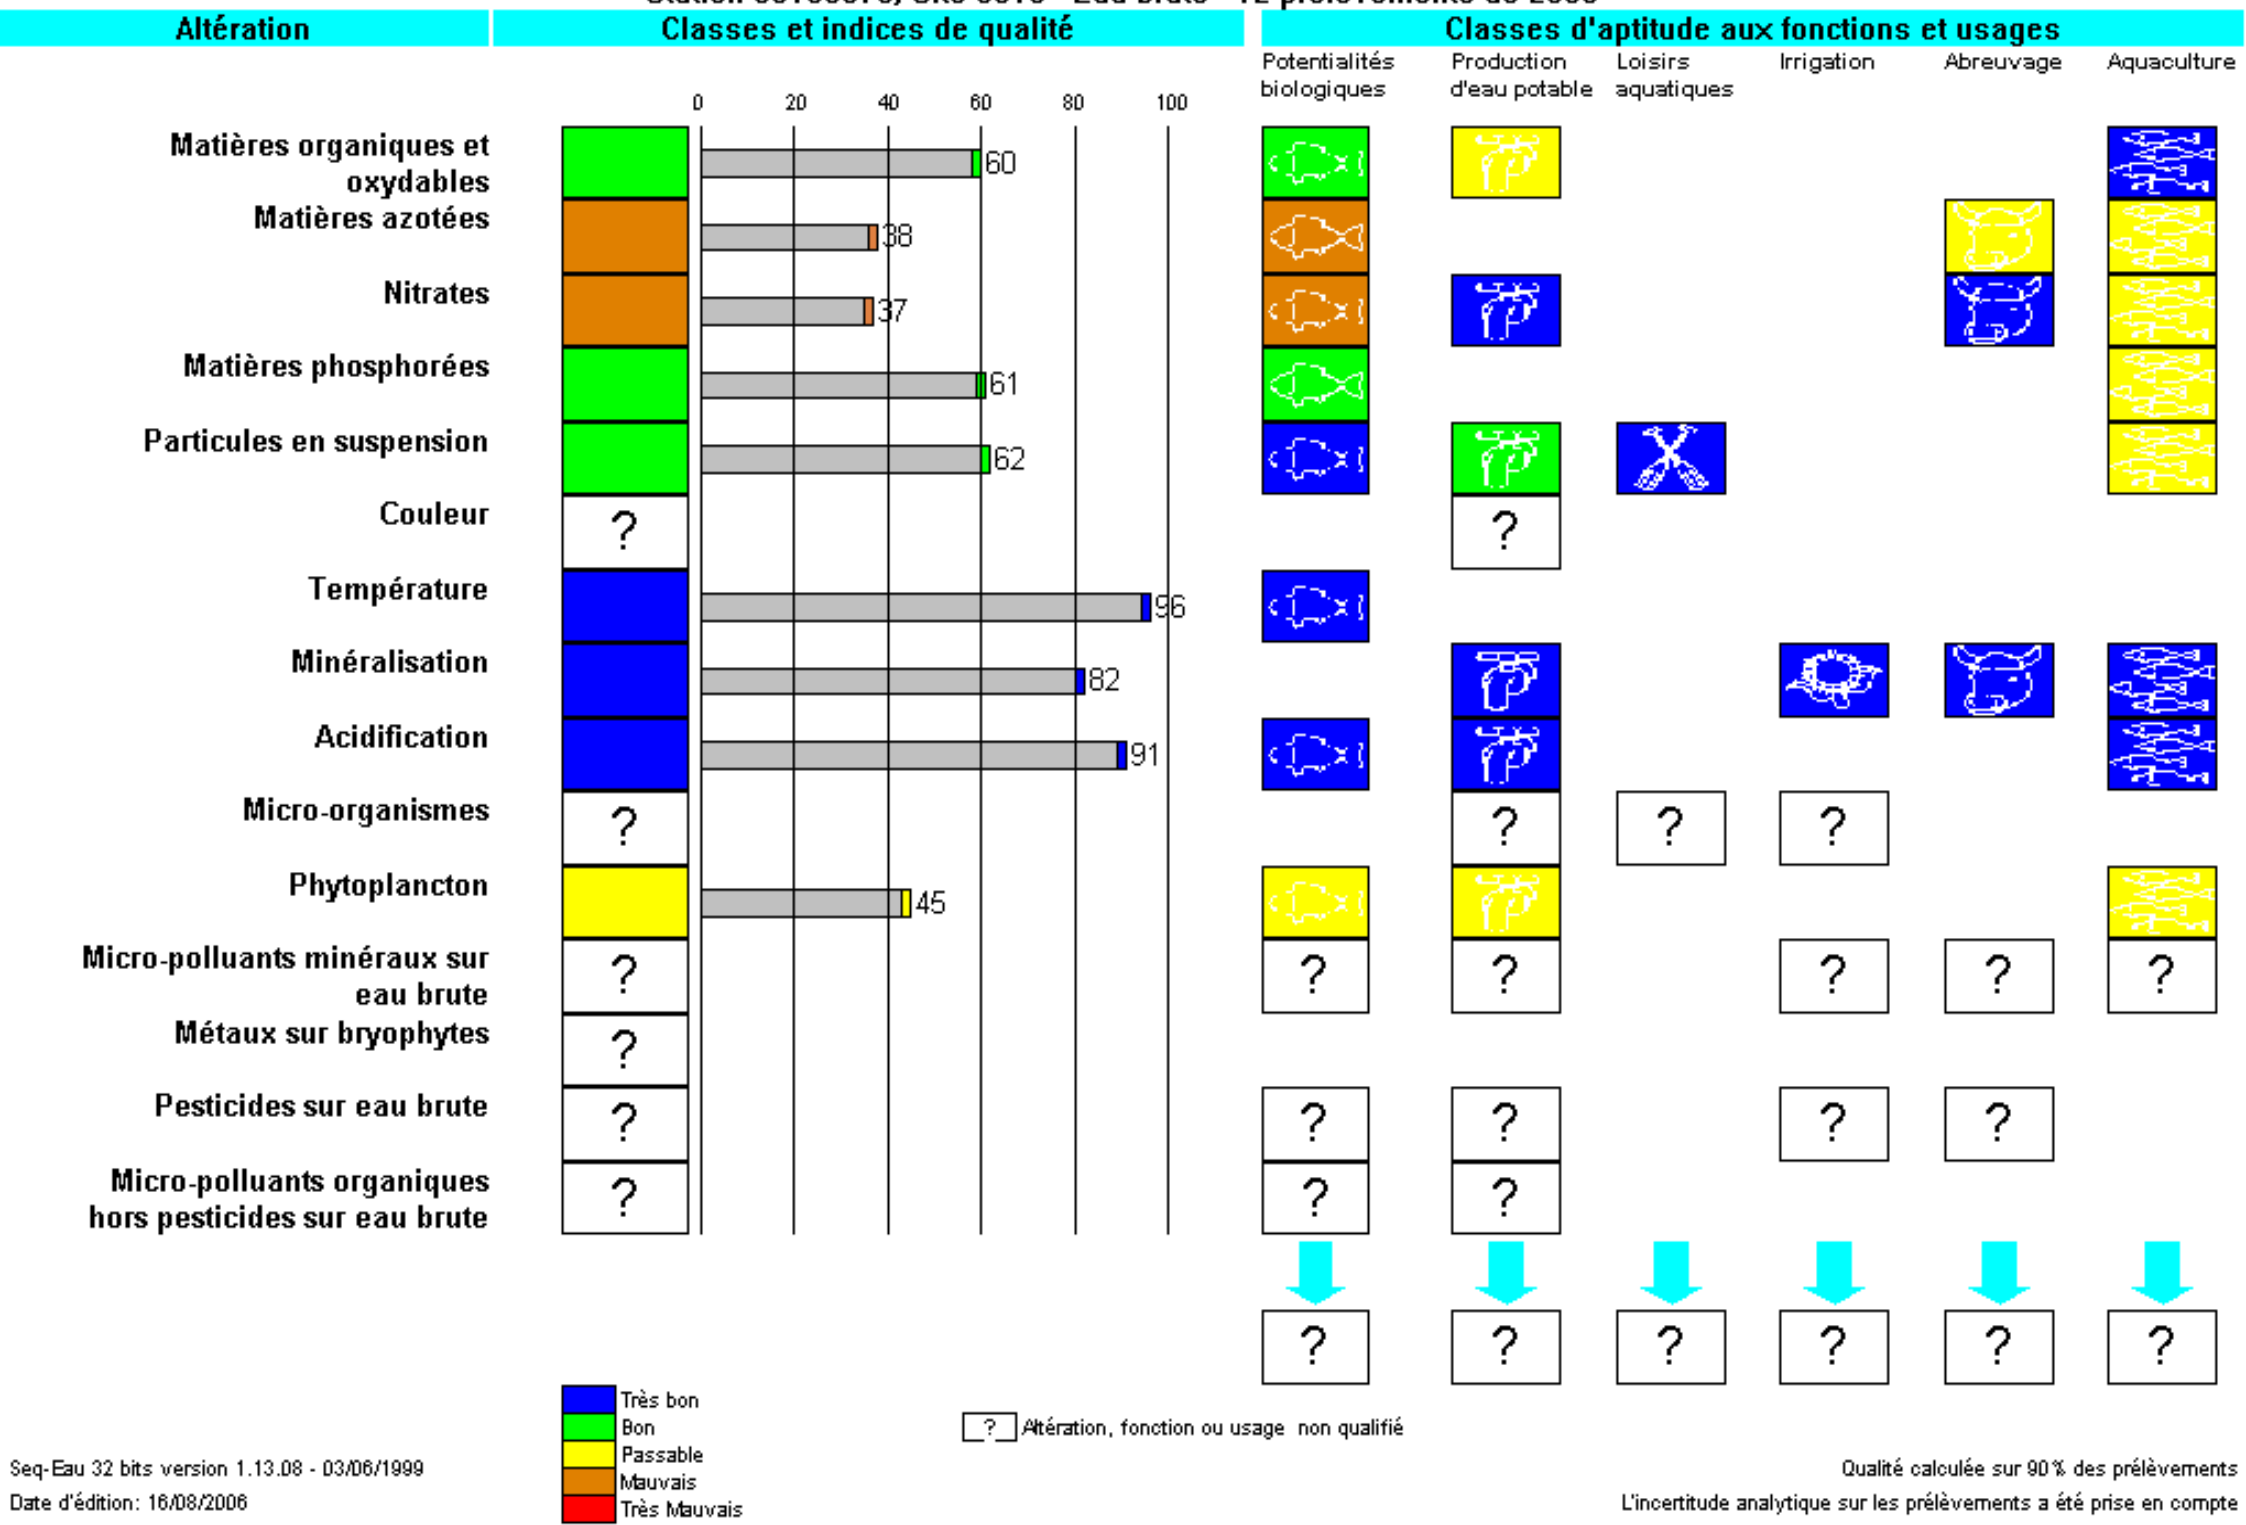 Altération
Classes et indices de qualité
Classes d'aptitude aux fonctions et usages
Potentialités
biologiques
Production
d'eau potable
Loisirs
aquatiques
Irrigation
Abreuvage
Aquaculture
0 20 40 60 80 100
Matières organiques et
oxydables
60
Matières azotées
38
Nitrates
37
Matières phosphorées
61
Particules en suspension
62
Couleur
? ?
Température
96
Minéralisation
82
Acidification
91
Micro-organismes
? ? ? ?
Phytoplancton
45
Micro-polluants minéraux sur
eau brute
? ? ? ? ? ?
Métaux sur bryophytes
?
Pesticides sur eau brute
? ? ? ? ?
Micro-polluants organiques
hors pesticides sur eau brute
? ? ?
? ? ? ? ? ?
Très bon
Bon
Passable
Mauvais
Très Mauvais
? Altération, fonction ou usage non qualifié
Seq-Eau 32 bits version 1.13.08 - 03/06/1999
Date d'édition: 16/08/2006
Qualité calculée sur 90% des prélèvements
L'incertitude analytique sur les prélèvements a été prise en compte